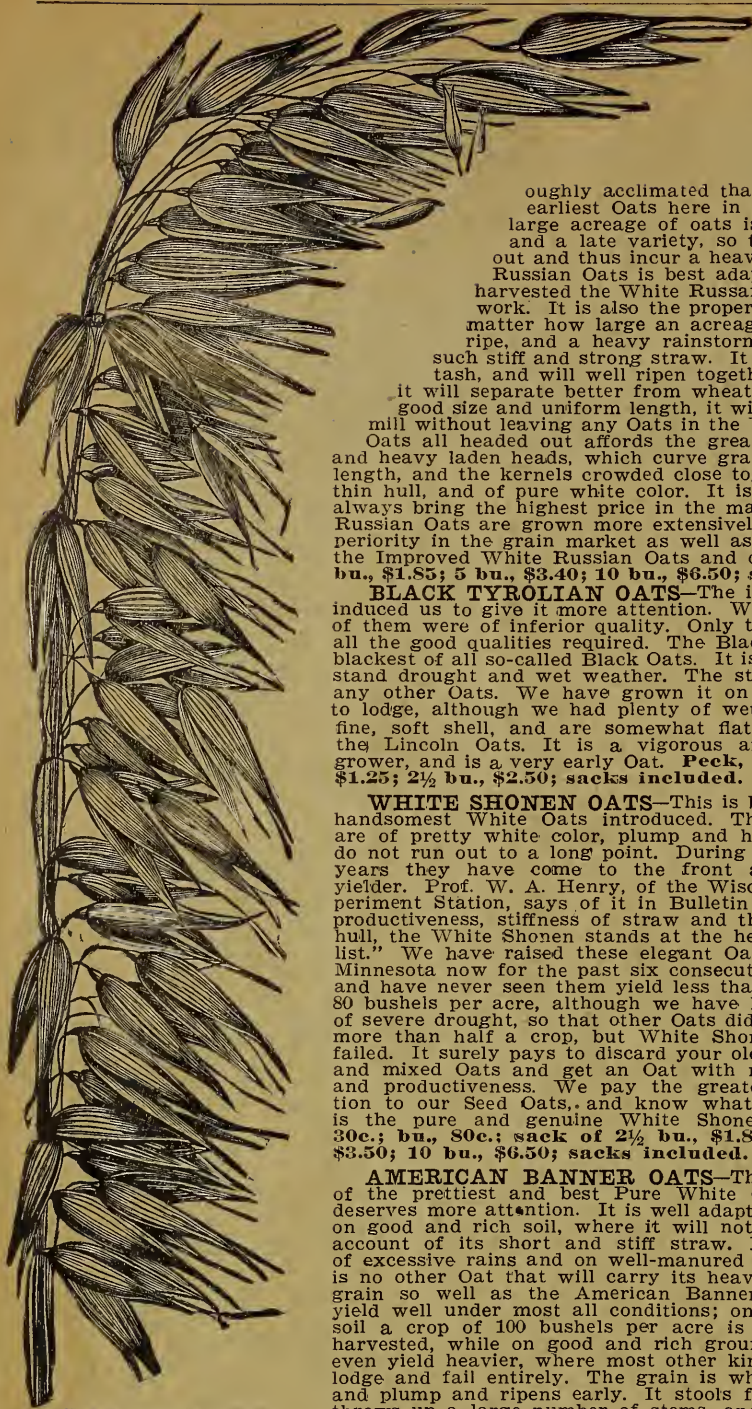 oughly acclimated tha
earliest Oats here in
large acreage of oats i
and a late variety, so t
out and thus incur a heav
Russian Oats is best ada
harvested the White Russa
work. It is also the proper
matter how large an acreag
ripe, and a heavy rainstorm
such stiff and strong straw. It
tash, and will well ripen togeth
it will separate better from wheat
good size and uniform length, it wi
mill without leaving any Oats in the
Oats all headed out affords the grea
and heavy laden heads, which curve gra
length, and the kernels crowded close to
thin hull, and of pure white color. It is
always bring the highest price in the ma
Russian Oats are grown more extensivel
periority in the grain market as well as
the Improved White Russian Oats and
bu., $1.85; 5 bu., $3.40; 10 bu., $6.50; s
BLACK TYROLIAN OATS—The i
induced us to give it more attention. W
of them were of inferior quality. Only t
all the good qualities required. The Bla
blackest of all so-called Black Oats. It is
stand drought and wet weather. The st
any other Oats. We have grown it on
to lodge, although we had plenty of we
fine, soft shell, and are somewhat flat
the Lincoln Oats. It is a vigorous a
grower, and is a very early Oat. Peck,
$1.25; 2½ bu., $2.50; sacks included.
WHITE SHONEN OATS—This is
handsomest White Oats introduced. Th
are of pretty white color, plump and h
do not run out to a long point. During
years they have come to the front a
yielder. Prof. W. A. Henry, of the Wisc
periment Station, says of it in Bulletin
productiveness, stiffness of straw and th
hull, the White Shonen stands at the he
list." We have raised these elegant Oa
Minnesota now for the past six consecut
and have never seen them yield less tha
80 bushels per acre, although we have
of severe drought, so that other Oats did
more than half a crop, but White Sho
failed. It surely pays to discard your ol
and mixed Oats and get an Oat with
and productiveness. We pay the great
tion to our Seed Oats, and know what
is the pure and genuine White Shone
30c.; bu., 80c.; sack of 2½ bu., $1.8
$3.50; 10 bu., $6.50; sacks included.
AMERICAN BANNER OATS—Th
of the prettiest and best Pure White
deserves more attention. It is well adapt
on good and rich soil, where it will not
account of its short and stiff straw.
of excessive rains and on well-manured
is no other Oat that will carry its heav
grain so well as the American Banner
yield well under most all conditions; on
soil a crop of 100 bushels per acre is
harvested, while on good and rich grou
even yield heavier, where most other kin
lodge and fail entirely. The grain is wh
and plump and ripens early. It stools f